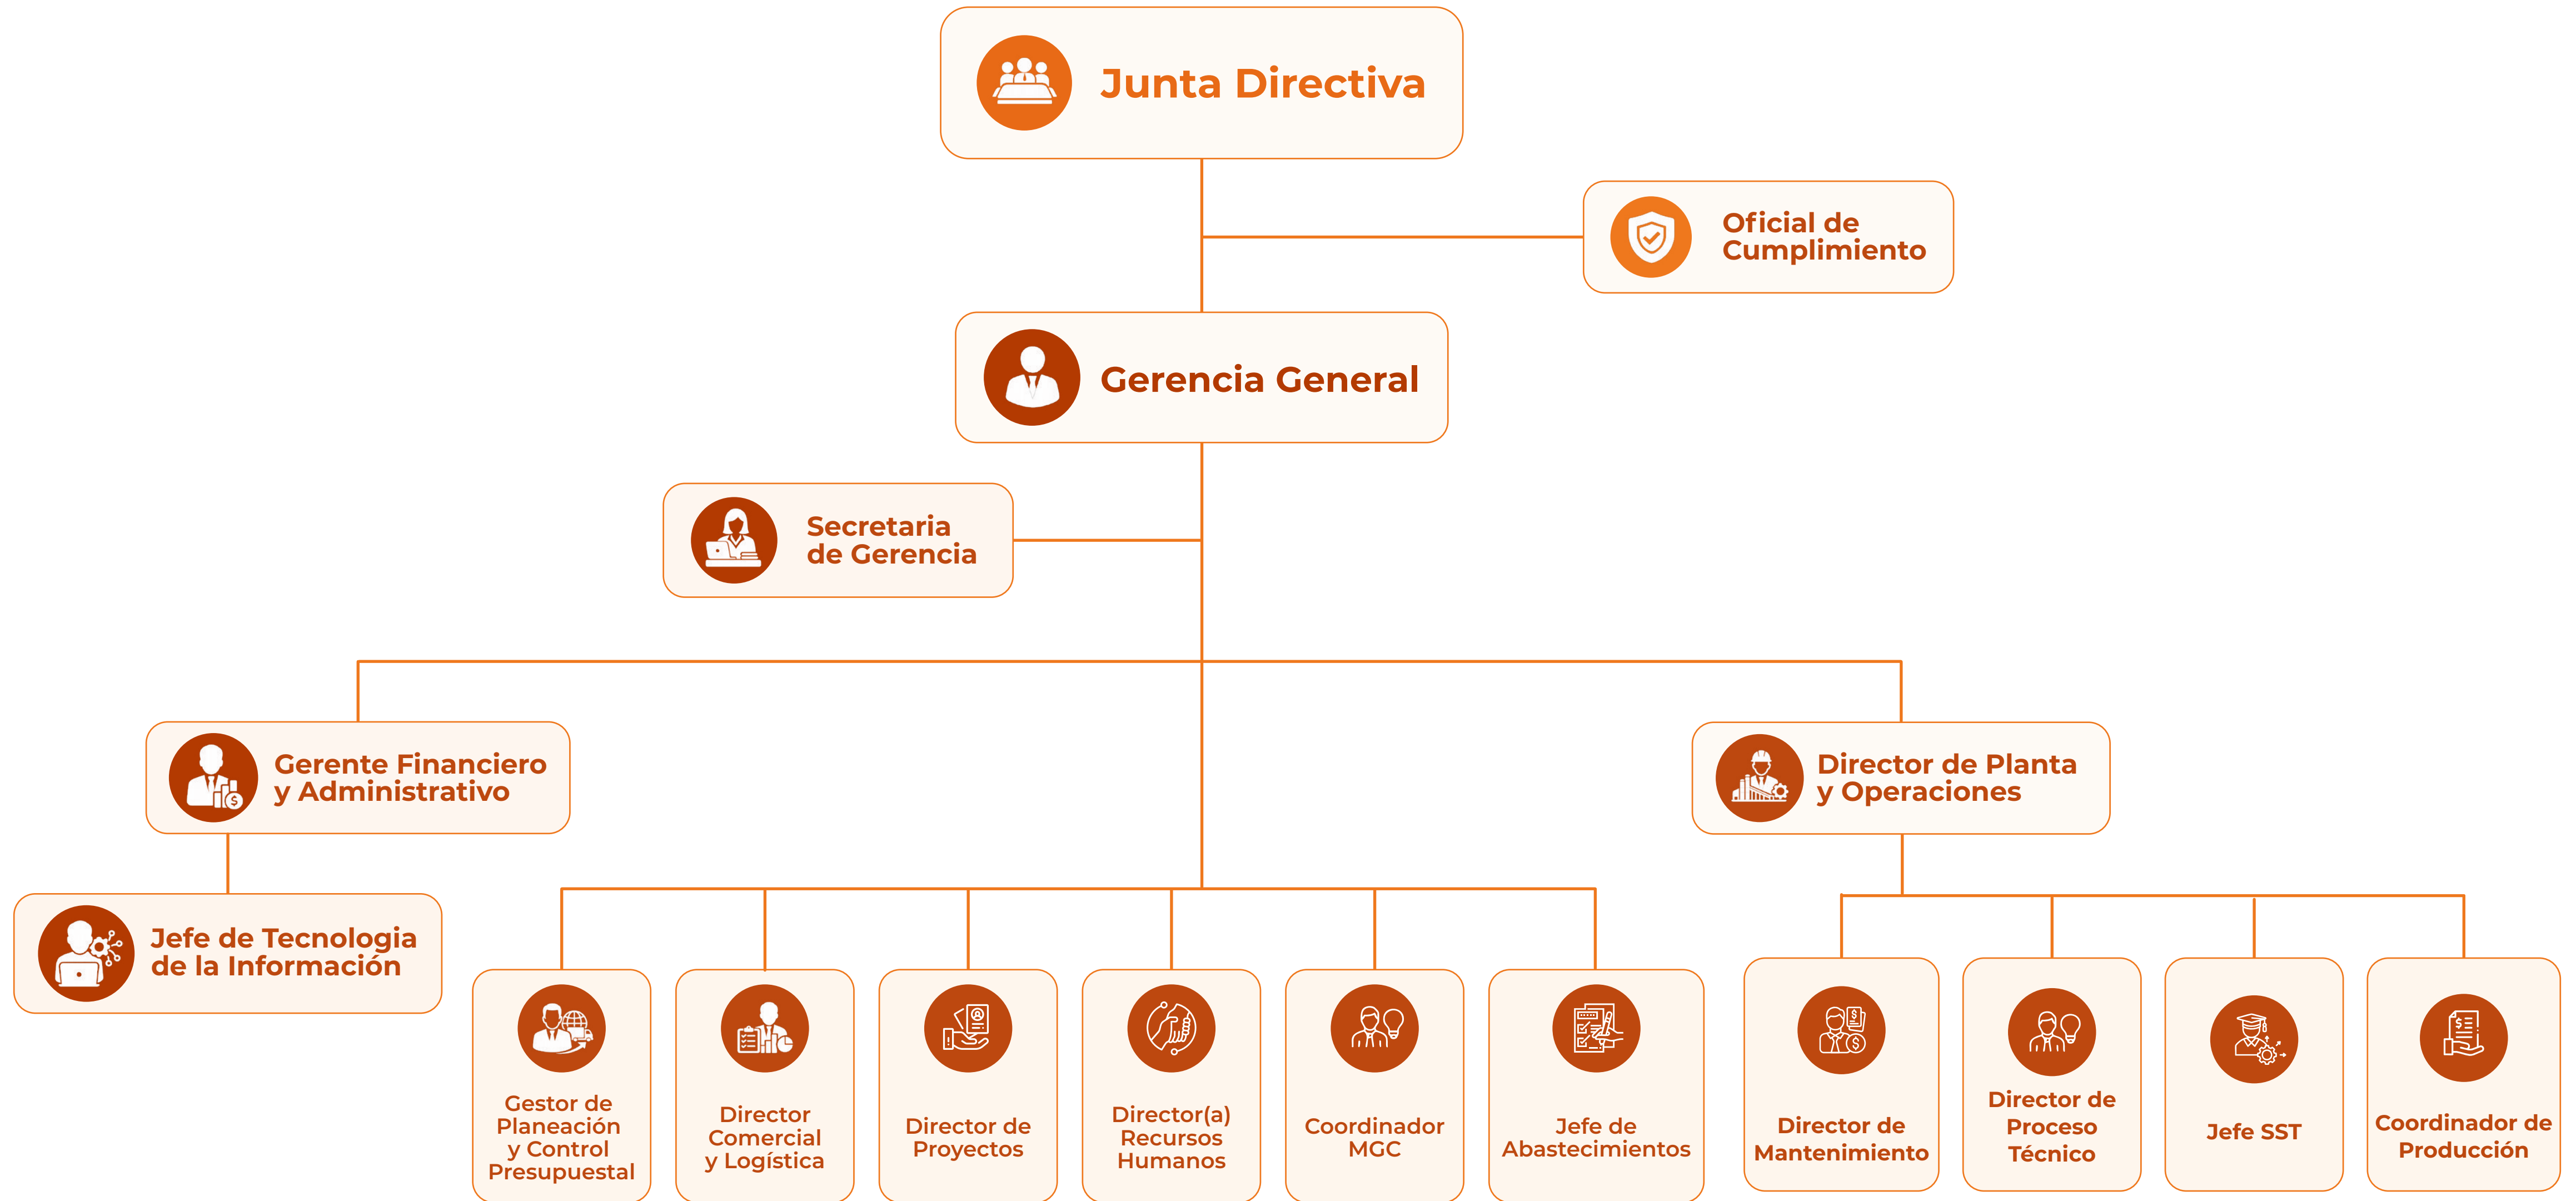 Junta Directiva
Oficial de
Cumplimiento
Gerencia General
Secretaria
de Gerencia
Gerente Financiero
y Administrativo
Director de Planta
y Operaciones
Jefe de Tecnologia
de la Información
Gestor de
Planeación
y Control
Presupuestal
Director
Comercial
y Logística
Director de
Proyectos
Director(a)
Recursos
Humanos
Coordinador
MGC
Jefe de
Abastecimientos
Director de
Mantenimiento
Director de
Proceso
Técnico
Jefe SST
Coordinador de
Producción